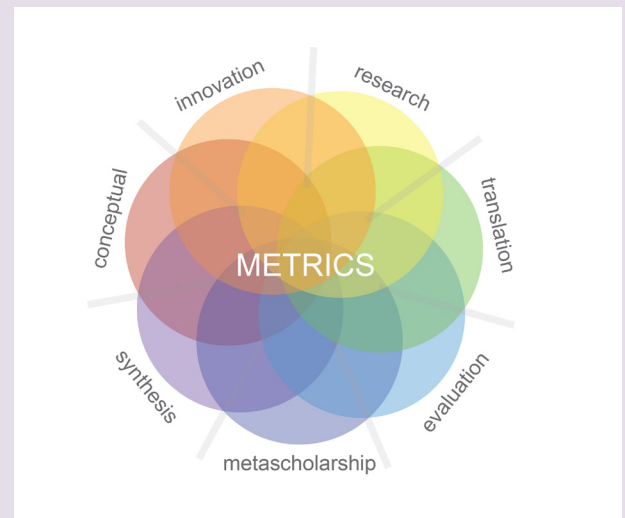 innovation
research
conceptual
translation
METRICS
synthesis
evaluation
metascholarship